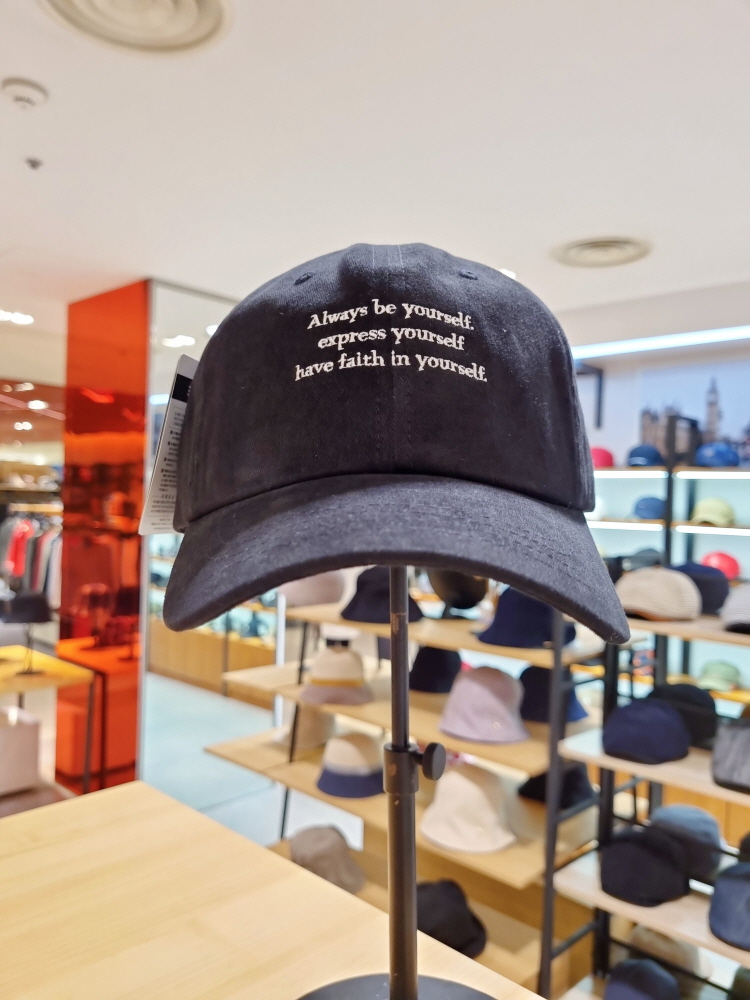 Always be yourself.
express yourself
have faith in yourself.